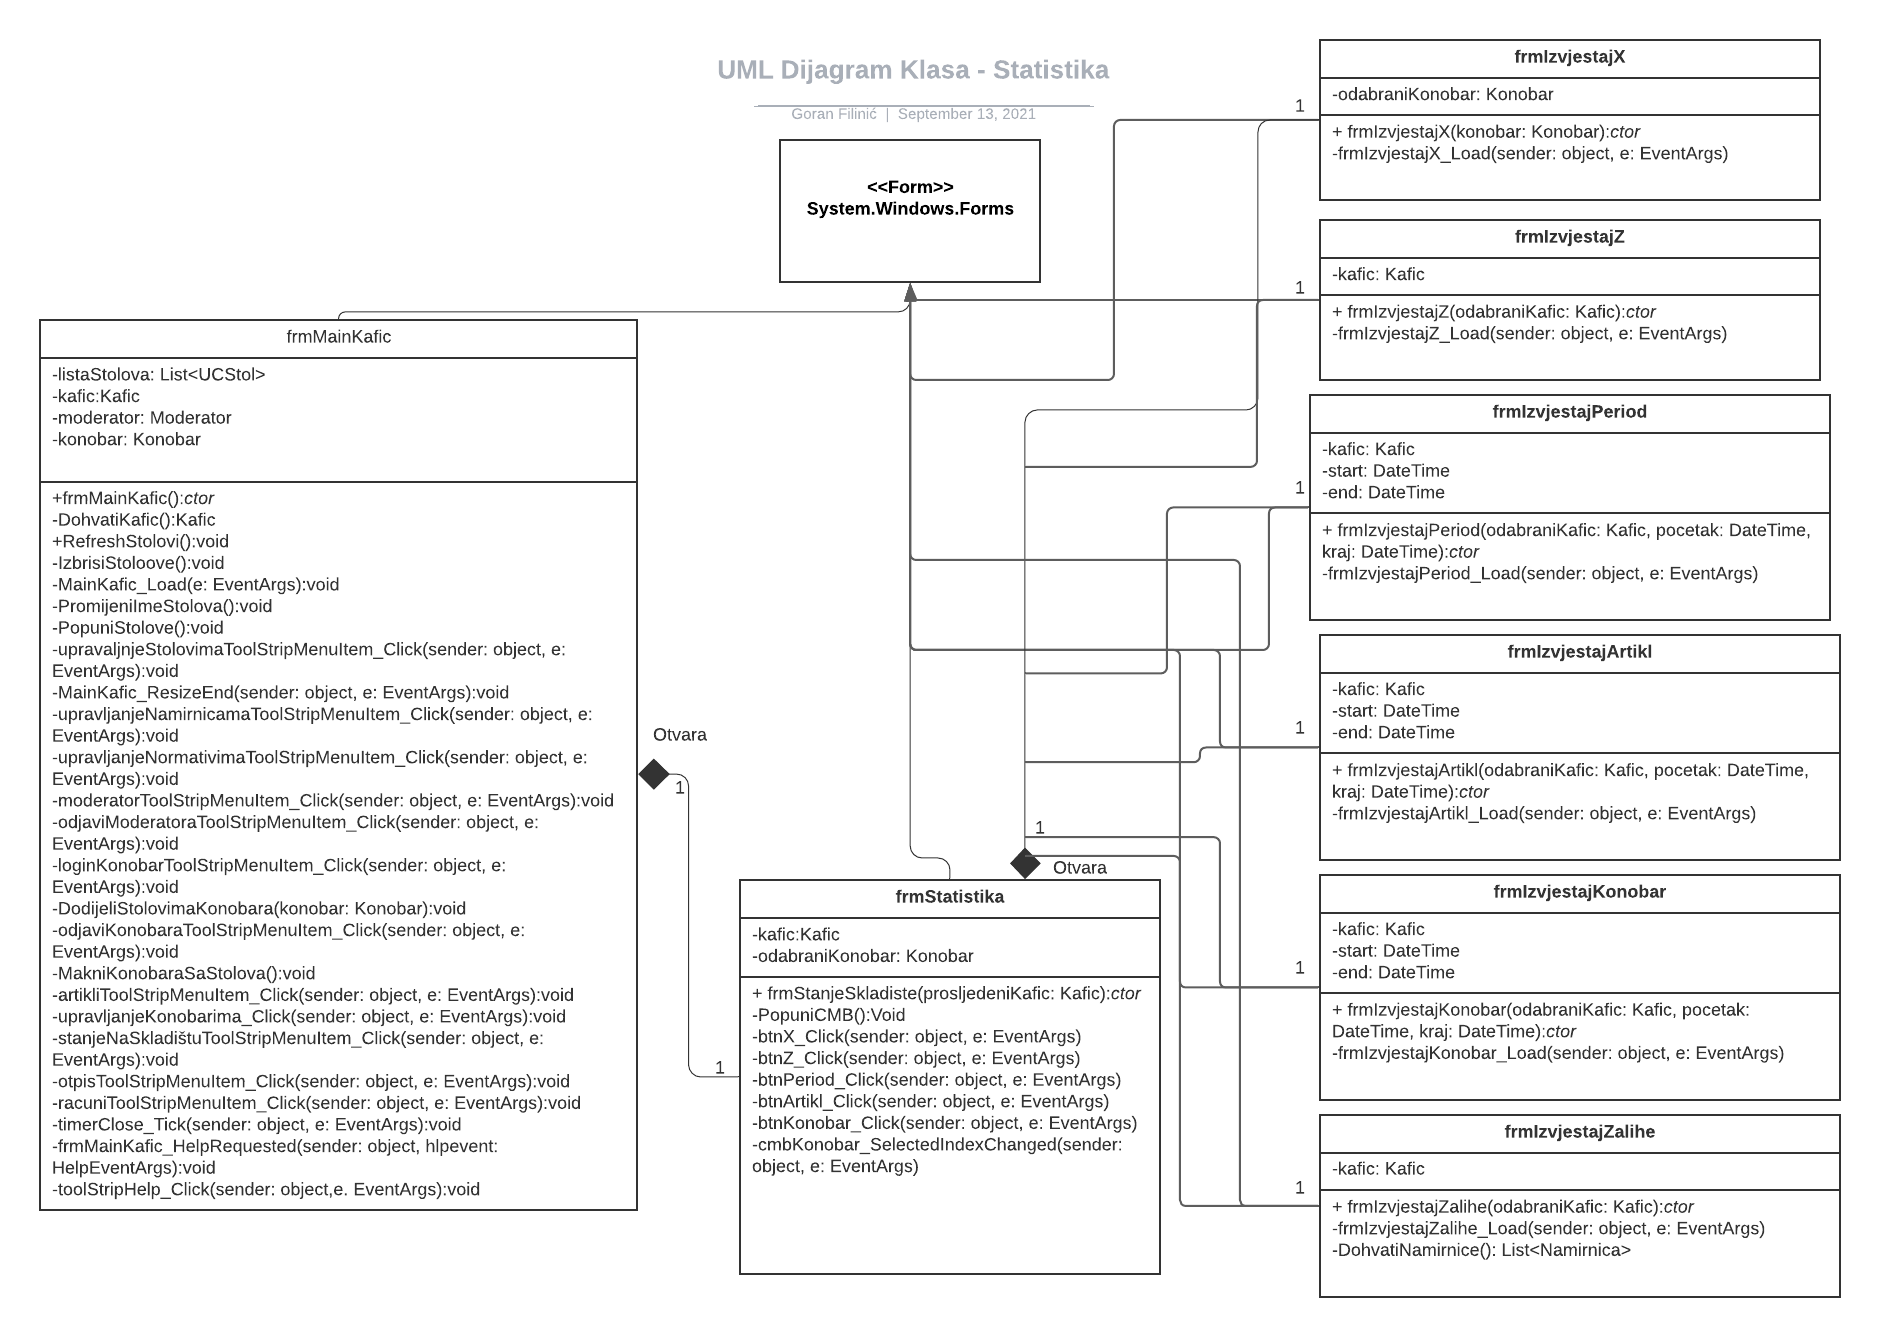 UML Dijagram Klasa - Statistika
Goran Filinić | September 13, 2021
<<Form>>
System.Windows.Forms
frmMainKafic
-listaStolova: List<UCStol>
-kafic:Kafic
-moderator: Moderator
-konobar: Konobar
+frmMainKafic():ctor
-DohvatiKafic():Kafic
+RefreshStolovi():void
-IzbrisiStoloove():void
-MainKafic_Load(e: EventArgs):void
-PromijeniImeStolova():void
-PopuniStolove():void
-upravaljnjeStolovimaToolStripMenuItem_Click(sender: object, e:
EventArgs):void
-MainKafic_ResizeEnd(sender: object, e: EventArgs):void
-upravljanjeNamirnicamaToolStripMenuItem_Click(sender: object, e:
EventArgs):void
-upravljanjeNormativimaToolStripMenuItem_Click(sender: object, e:
EventArgs):void
-moderatorToolStripMenuItem_Click(sender: object, e: EventArgs):void
-odjaviModeratoraToolStripMenuItem_Click(sender: object, e:
EventArgs):void
-loginKonobarToolStripMenuItem_Click(sender: object, e:
EventArgs):void
-DodijeliStolovimaKonobara(konobar: Konobar):void
-odjaviKonobaraToolStripMenuItem_Click(sender: object, e:
EventArgs):void
-MakniKonobaraSaStolova():void
-artikliToolStripMenuItem_Click(sender: object, e: EventArgs):void
-upravljanjeKonobarima_Click(sender: object, e: EventArgs):void
-stanjeNaSkladištuToolStripMenuItem_Click(sender: object, e:
EventArgs):void
-otpisToolStripMenuItem_Click(sender: object, e: EventArgs):void
-racuniToolStripMenuItem_Click(sender: object, e: EventArgs):void
-timerClose_Tick(sender: object, e: EventArgs):void
-frmMainKafic_HelpRequested(sender: object, hlpevent:
HelpEventArgs):void
-toolStripHelp_Click(sender: object,e. EventArgs):void
Otvara
1
1
1
Otvara
frmStatistika
-kafic:Kafic
-odabraniKonobar: Konobar
+ frmStanjeSkladiste(prosljedeniKafic: Kafic):ctor
-PopuniCMB():Void
-btnX_Click(sender: object, e: EventArgs)
-btnZ_Click(sender: object, e: EventArgs)
-btnPeriod_Click(sender: object, e: EventArgs)
-btnArtikl_Click(sender: object, e: EventArgs)
-btnKonobar_Click(sender: object, e: EventArgs)
-cmbKonobar_SelectedIndexChanged(sender:
object, e: EventArgs)
1
frmIzvjestajX
-odabraniKonobar: Konobar
+ frmIzvjestajX(konobar: Konobar):ctor
-frmIzvjestajX_Load(sender: object, e: EventArgs)
1
frmIzvjestajZ
-kafic: Kafic
+ frmIzvjestajZ(odabraniKafic: Kafic):ctor
-frmIzvjestajZ_Load(sender: object, e: EventArgs)
1
frmIzvjestajPeriod
-kafic: Kafic
-start: DateTime
-end: DateTime
+ frmIzvjestajPeriod(odabraniKafic: Kafic, pocetak: DateTime,
kraj: DateTime):ctor
-frmIzvjestajPeriod_Load(sender: object, e: EventArgs)
1
frmIzvjestajArtikl
-kafic: Kafic
-start: DateTime
-end: DateTime
+ frmIzvjestajArtikl(odabraniKafic: Kafic, pocetak: DateTime,
kraj: DateTime):ctor
-frmIzvjestajArtikl_Load(sender: object, e: EventArgs)
1
frmIzvjestajKonobar
-kafic: Kafic
-start: DateTime
-end: DateTime
+ frmIzvjestajKonobar(odabraniKafic: Kafic, pocetak:
DateTime, kraj: DateTime):ctor
-frmIzvjestajKonobar_Load(sender: object, e: EventArgs)
1
frmIzvjestajZalihe
-kafic: Kafic
+ frmIzvjestajZalihe(odabraniKafic: Kafic):ctor
-frmIzvjestajZalihe_Load(sender: object, e: EventArgs)
-DohvatiNamirnice(): List<Namirnica>